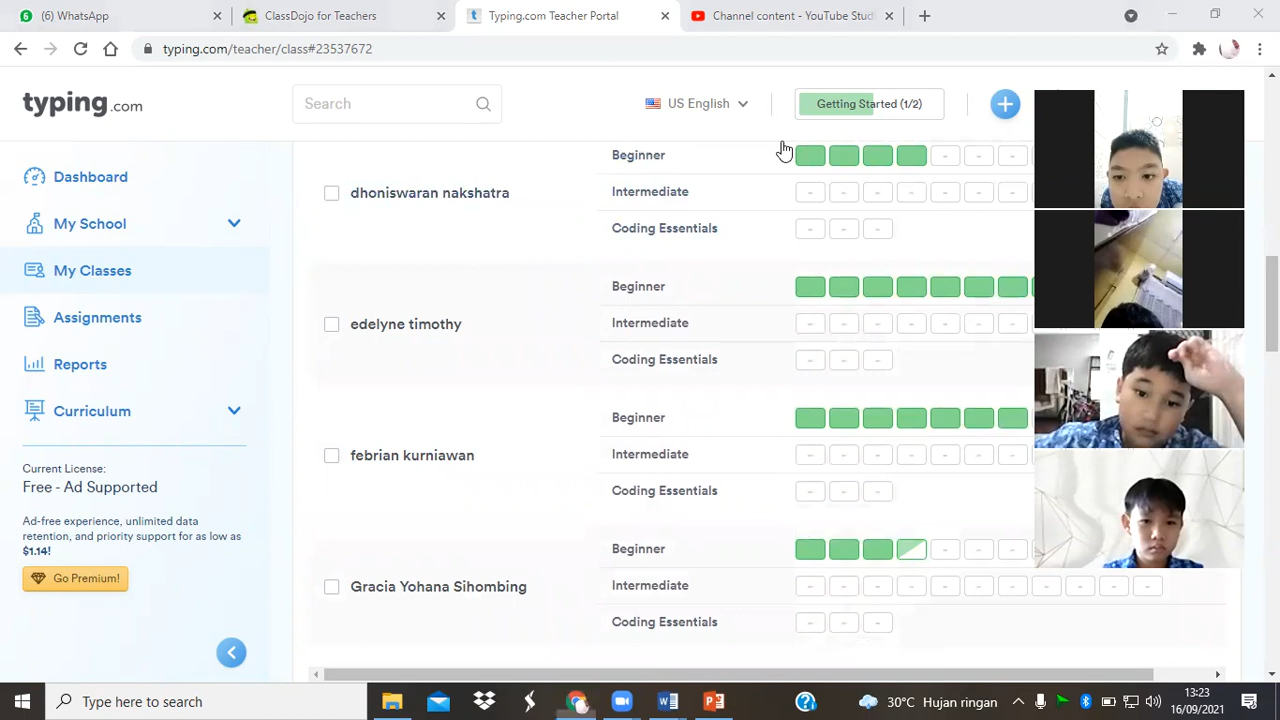 (6) WhatsApp
ClassDojo for Teachers
Typing.com Teacher Portal
Channel content - YouTube Stud
typing.com/teacher/class#23537672
typing.com
Search
US English
Getting Started (1/2)
Dashboard
My School
My Classes
Assignments
Reports
Curriculum
Current License:
Free - Ad Supported
Ad-free experience, unlimited data
retention, and priority support for as low as
$1.14!
Go Premium!
Beginner
dhoniswaran nakshatra
Intermediate
Coding Essentials
Beginner
edelyne timothy
Intermediate
Coding Essentials
Beginner
febrian kurniawan
Intermediate
Coding Essentials
Beginner
Gracia Yohana Sihombing
Intermediate
Coding Essentials
Type here to search
30°C Hujan ringan
13:23
16/09/2021